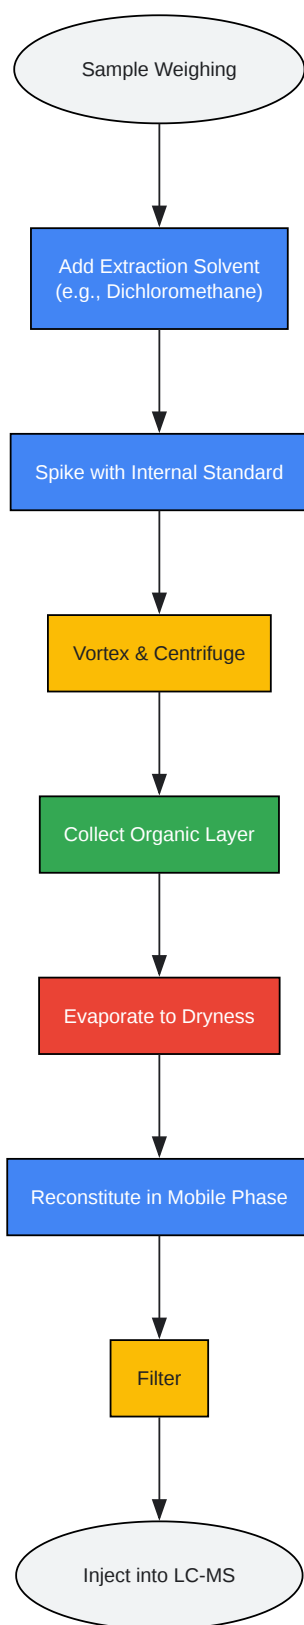 Sample Weighing
Add Extraction Solvent
(e.g., Dichloromethane)
Spike with Internal Standard
Vortex & Centrifuge
Collect Organic Layer
Evaporate to Dryness
Reconstitute in Mobile Phase
Filter
Inject into LC-MS